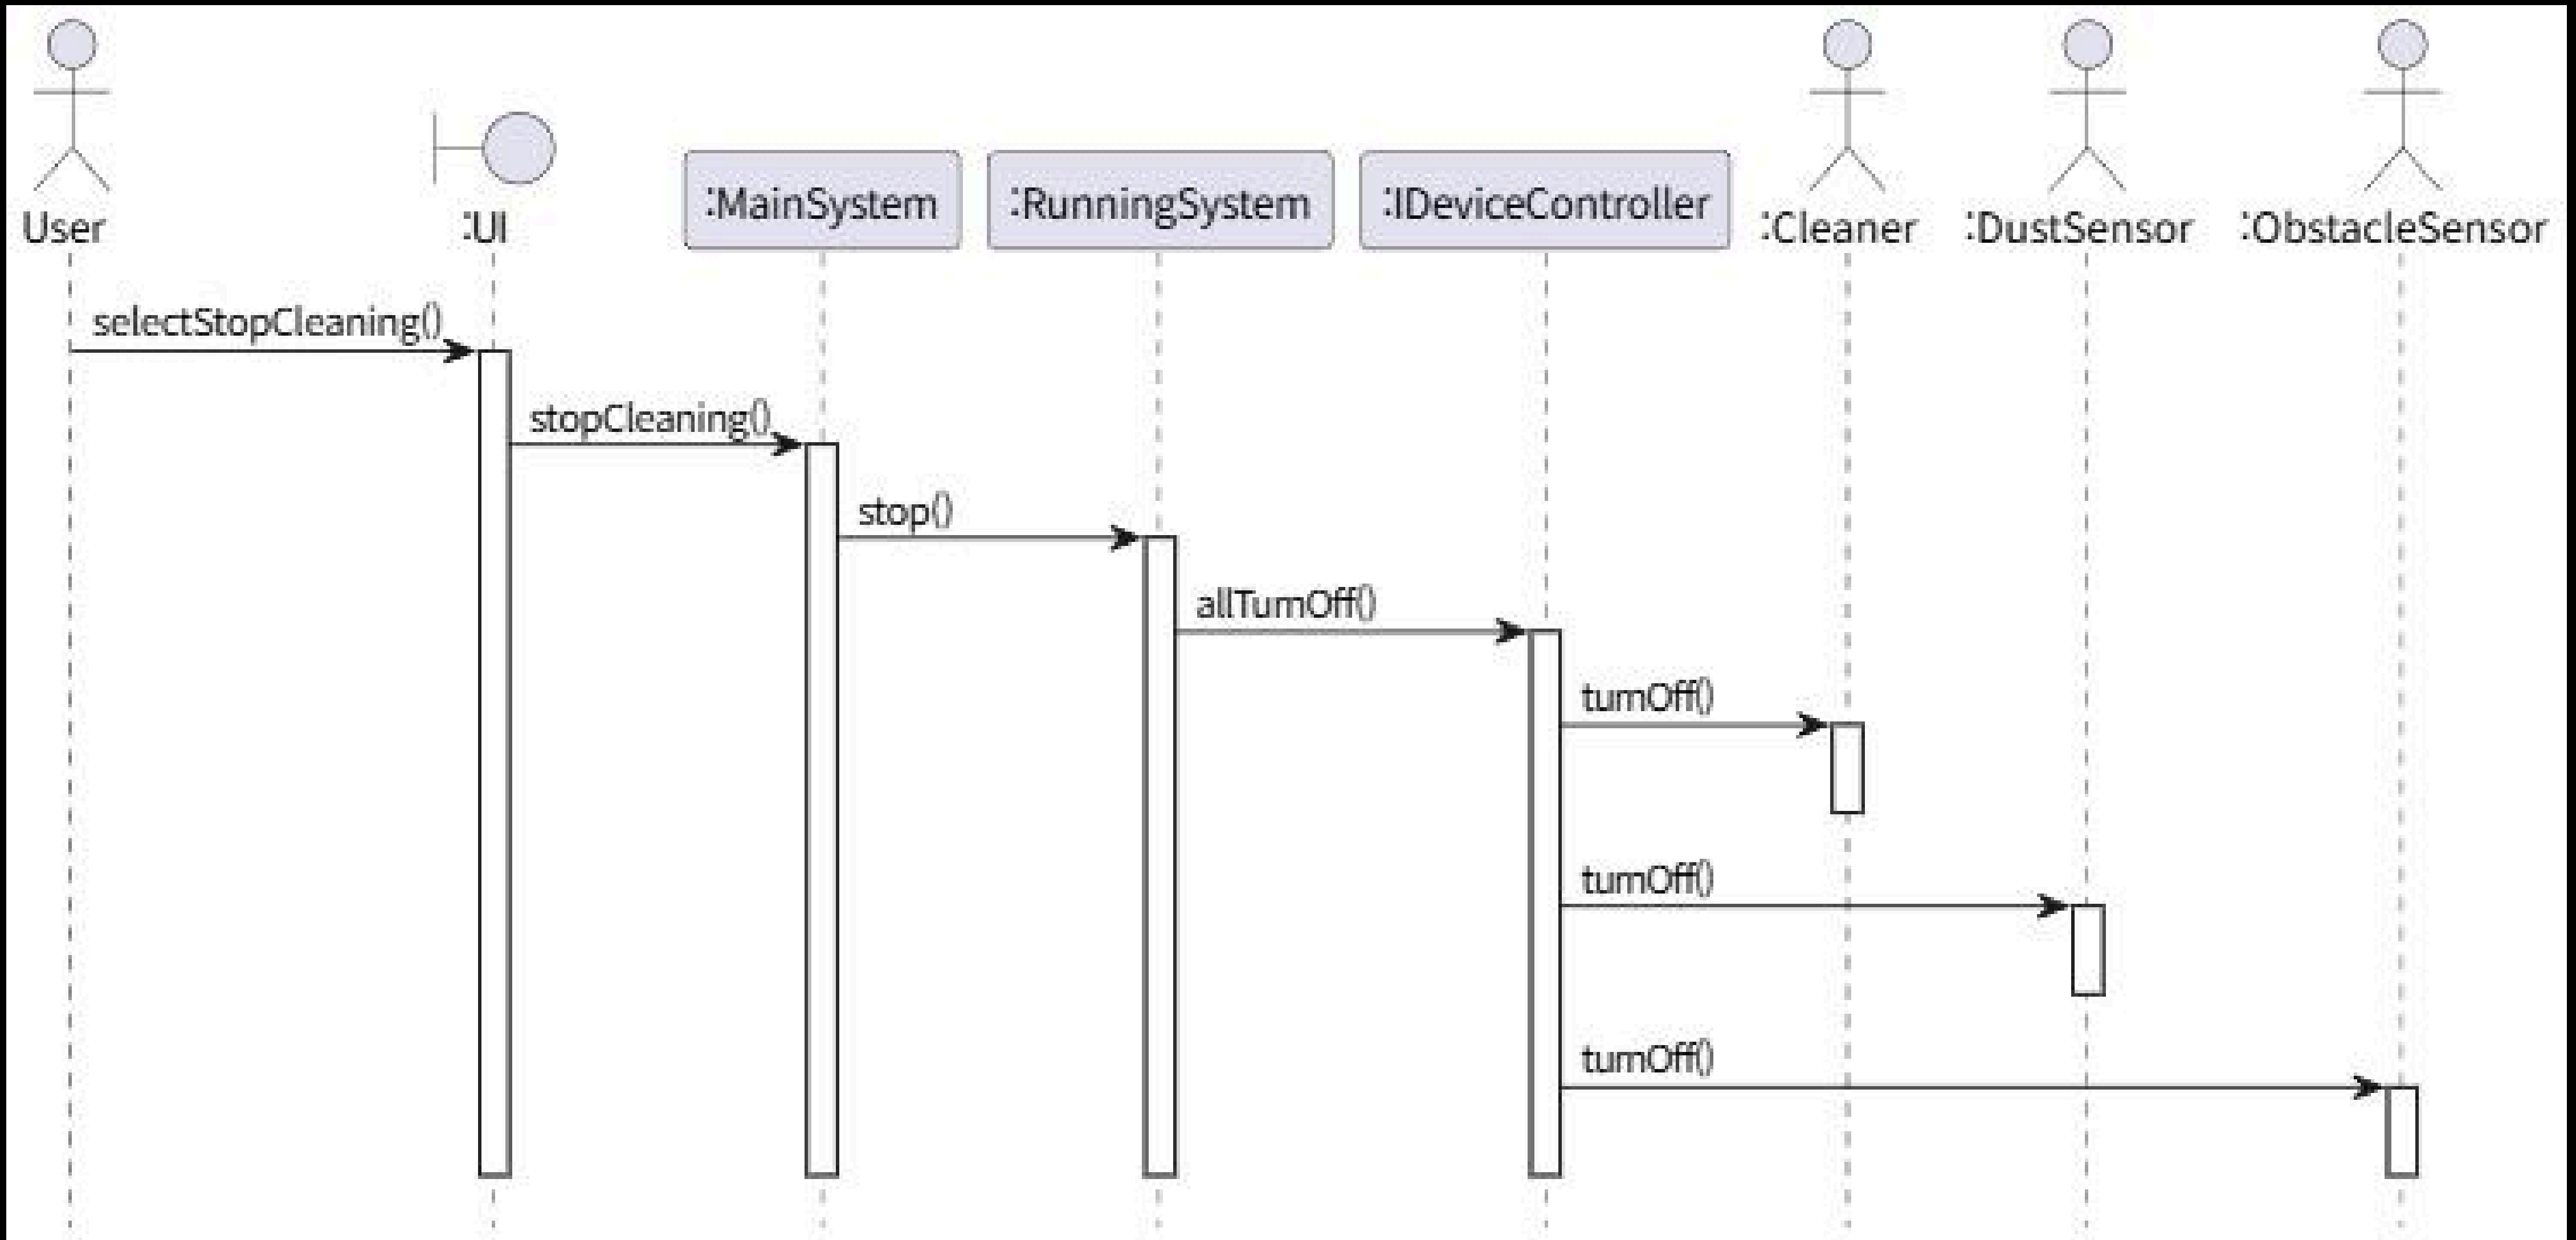 User
:UI
:MainSystem
:RunningSystem
:IDeviceController
:Cleaner
:DustSensor
:ObstacleSensor
selectStopCleaning()
stopCleaning()
stop()
allTurnOff()
turnOff()
turnOff()
turnOff()